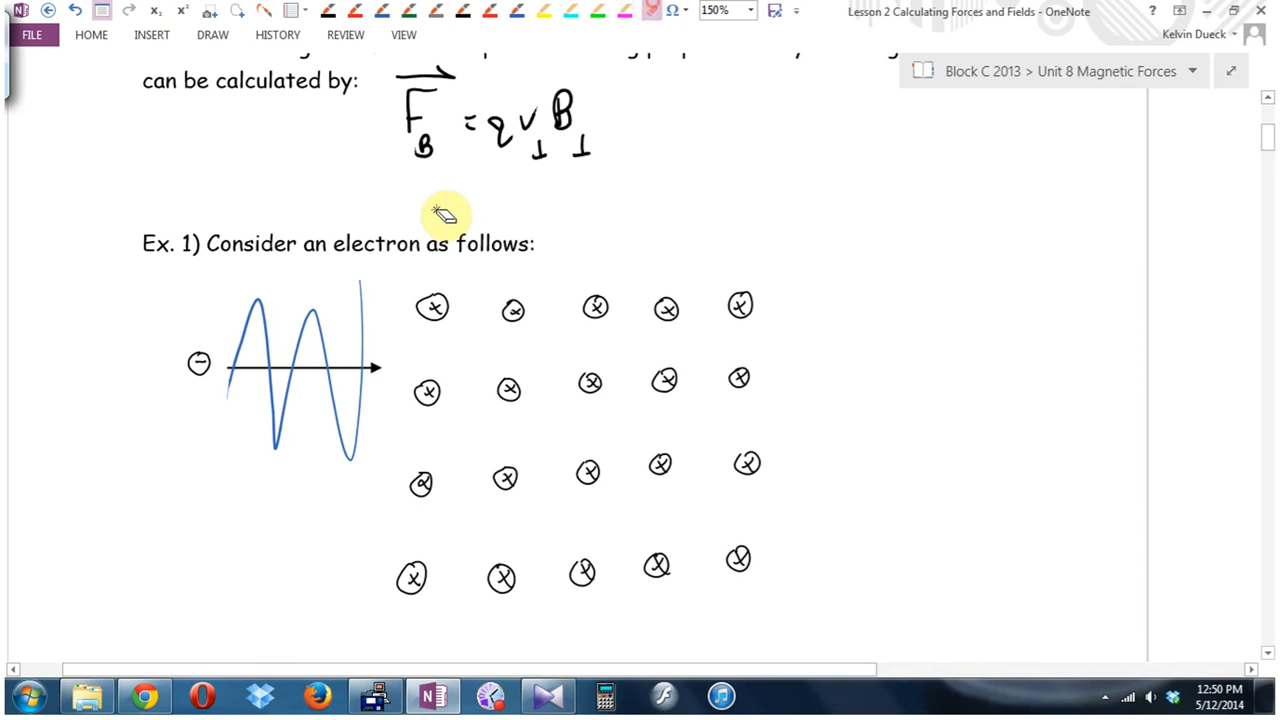 150%
Lesson 2 Calculating Forces and Fields - OneNote
FILE HOME INSERT DRAW HISTORY REVIEW VIEW
Kelvin Dueck
Block C 2013 > Unit 8 Magnetic Forces
can be calculated by:
F_B = qv⊥B⊥
Ex. 1) Consider an electron as follows:
12:50 PM
5/12/2014